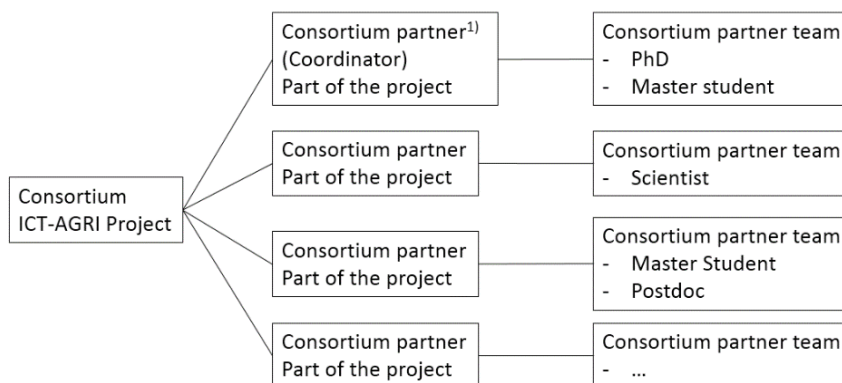 Consortium partner1)
(Coordinator)
Part of the project
Consortium partner team
- PhD
- Master student
Consortium partner
Part of the project
Consortium partner team
- Scientist
Consortium
ICT-AGRI Project
Consortium partner
Part of the project
Consortium partner team
- Master Student
- Postdoc
Consortium partner
Part of the project
Consortium partner team
- ...